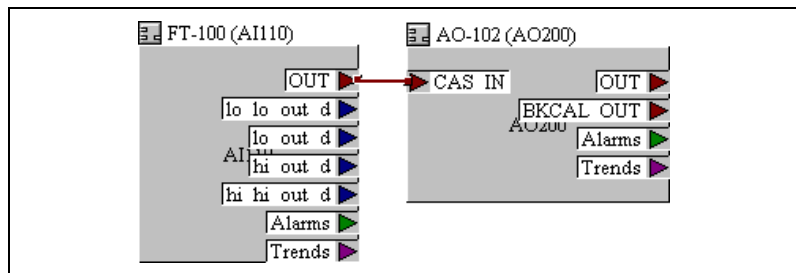 FT-100 (AI110)
OUT
lo lo out d
lo out d
AI110
hi out d
hi hi out d
Alarms
Trends
AO-102 (AO200)
CAS IN
OUT
BKCAL OUT
AO200
Alarms
Trends